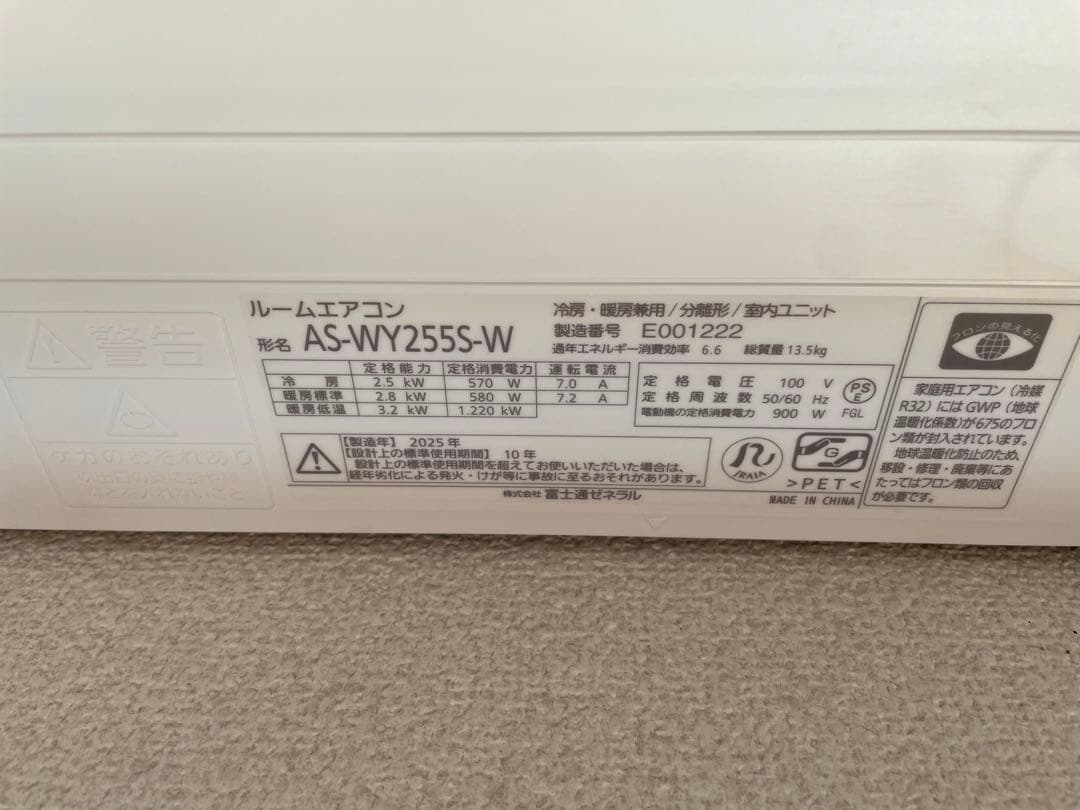 警告
ケガのおそれあり
ルームエアコン
形名 AS-WY255S-W
冷房・暖房兼用/分離形/室内ユニット
製造番号 E001222
通年エネルギー消費効率 6.6 総質量 13.5kg
定格能力 定格消費電力 運転電流
冷房 2.5 kW 570 W 7.0 A
暖房標準 2.8 kW 580 W 7.2 A
暖房低温 3.2 kW 1.220 kW
定格電圧 100 V
定格周波数 50/60 Hz
電動機の定格消費電力 900 W
PS
E
FGL
【製造年】2025年
【設計上の標準使用期間】10年
設計上の標準使用期間を超えてお使いいただいた場合は、
経年劣化による発火・けが等に事故に至るおそれがあります。
株式会社 富士通ゼネラル
JRAIA
G
>PET<
MADE IN CHINA
フロンの見える化
家庭用エアコン（冷媒
R32）にはGWP（地球
温暖化係数）が675のフロ
ン類が封入されています。
地球温暖化防止のため、
移設・修理・廃棄等にあ
たってはフロン類の回収
が必要です。